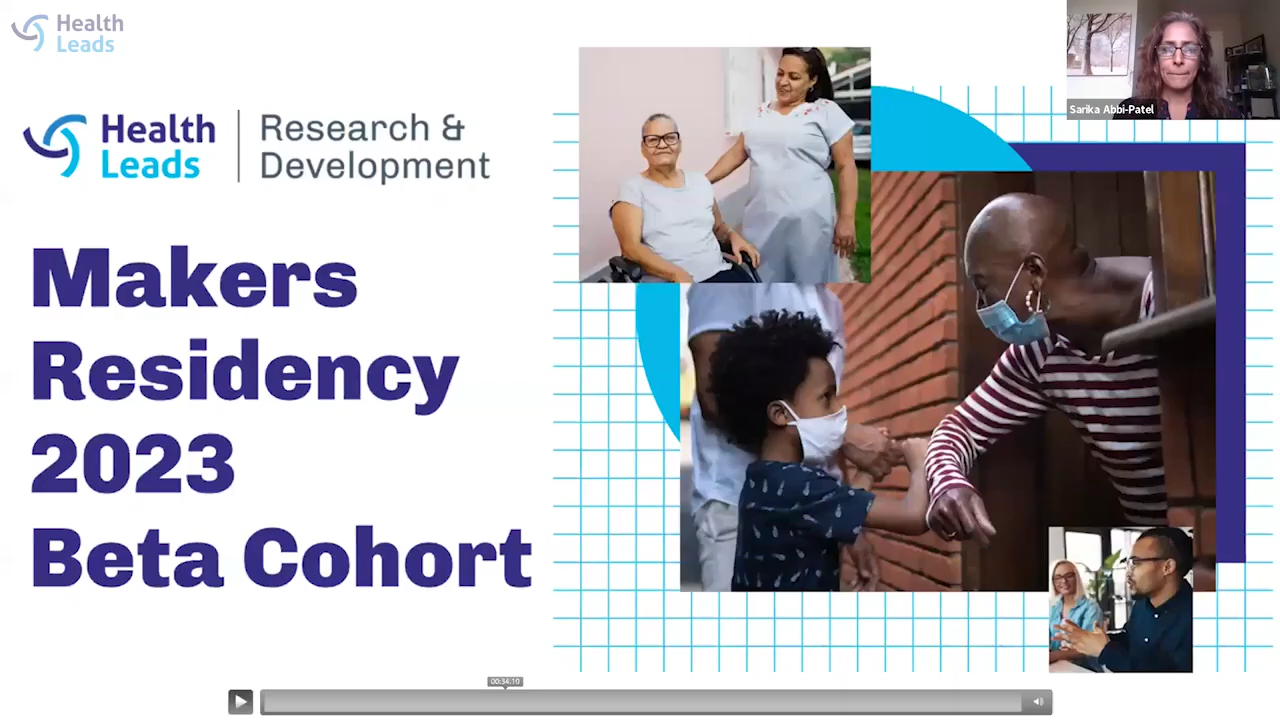 Health
Leads
Sarika Abbi-Patel
Health
Leads
Research &
Development
Makers
Residency
2023
Beta Cohort
00:34.10